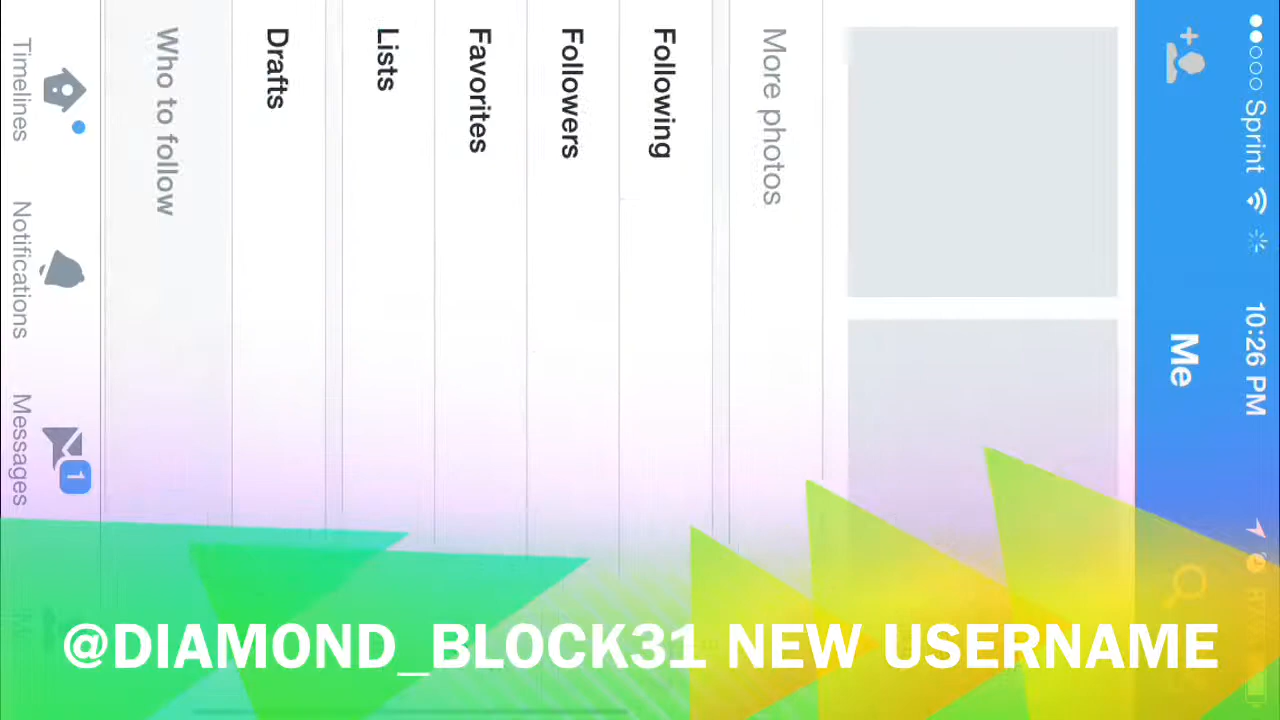 Sprint 10:26 PM
Me
More photos
Following
Followers
Favorites
Lists
Drafts
Who to follow
Timelines Notifications Messages Me
1
@DIAMOND_BLOCK31 NEW USERNAME